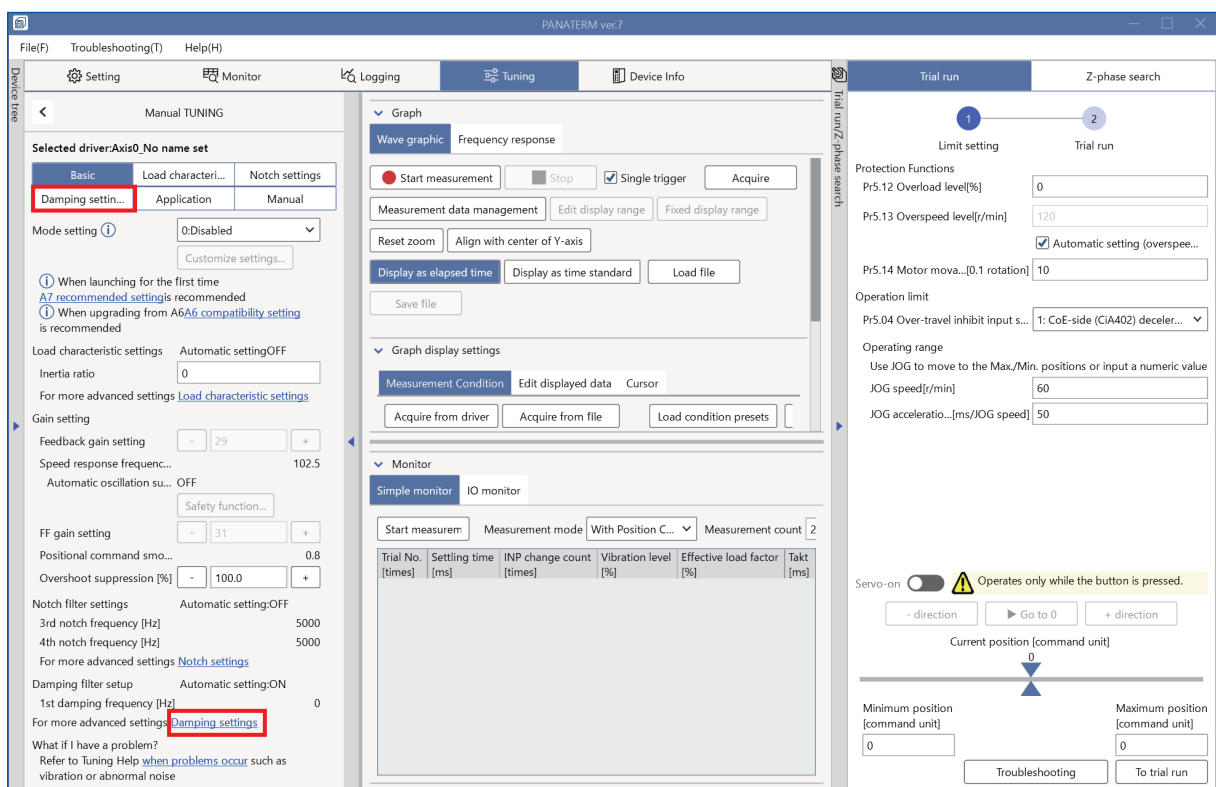 PANATERM ver.7
File(F) Troubleshooting(T) Help(H)
Device tree
Setting Monitor Logging Tuning Device Info
Manual TUNING
Selected driver:Axis0_No name set
Basic Load characteri... Notch settings
Damping settin... Application Manual
Mode setting 0:Disabled
Customize settings...
When launching for the first time
A7 recommended settingis recommended
When upgrading from A6A6 compatibility setting
is recommended
Load characteristic settings Automatic settingOFF
Inertia ratio 0
For more advanced settings Load characteristic settings
Gain setting
Feedback gain setting - 29 +
Speed response frequenc... 102.5
Automatic oscillation su... OFF
Safety function...
FF gain setting - 31 +
Positional command smo... 0.8
Overshoot suppression [%] - 100.0 +
Notch filter settings Automatic setting:OFF
3rd notch frequency [Hz] 5000
4th notch frequency [Hz] 5000
For more advanced settings Notch settings
Damping filter setup Automatic setting:ON
1st damping frequency [Hz] 0
For more advanced settings Damping settings
What if I have a problem?
Refer to Tuning Help when problems occur such as
vibration or abnormal noise
Graph
Wave graphic Frequency response
Start measurement Stop Single trigger Acquire
Measurement data management Edit display range Fixed display range
Reset zoom Align with center of Y-axis
Display as elapsed time Display as time standard Load file
Save file
Graph display settings
Measurement Condition Edit displayed data Cursor
Acquire from driver Acquire from file Load condition presets
Monitor
Simple monitor IO monitor
Start measurem Measurement mode With Position C... Measurement count 2
Trial No. Settling time INP change count Vibration level Effective load factor Takt
[times] [ms] [times] [%] [%] [ms]
Trial run/Z-phase search
Trial run Z-phase search
1 2
Limit setting Trial run
Protection Functions
Pr5.12 Overload level[%] 0
Pr5.13 Overspeed level[r/min] 120
Automatic setting (overspee...
Pr5.14 Motor mova...[0.1 rotation] 10
Operation limit
Pr5.04 Over-travel inhibit input s... 1: CoE-side (CiA402) deceler...
Operating range
Use JOG to move to the Max./Min. positions or input a numeric value
JOG speed[r/min] 60
JOG acceleratio...[ms/JOG speed] 50
Servo-on Operates only while the button is pressed.
- direction Go to 0 + direction
Current position [command unit]
0
Minimum position Maximum position
[command unit] [command unit]
0 0
Troubleshooting To trial run